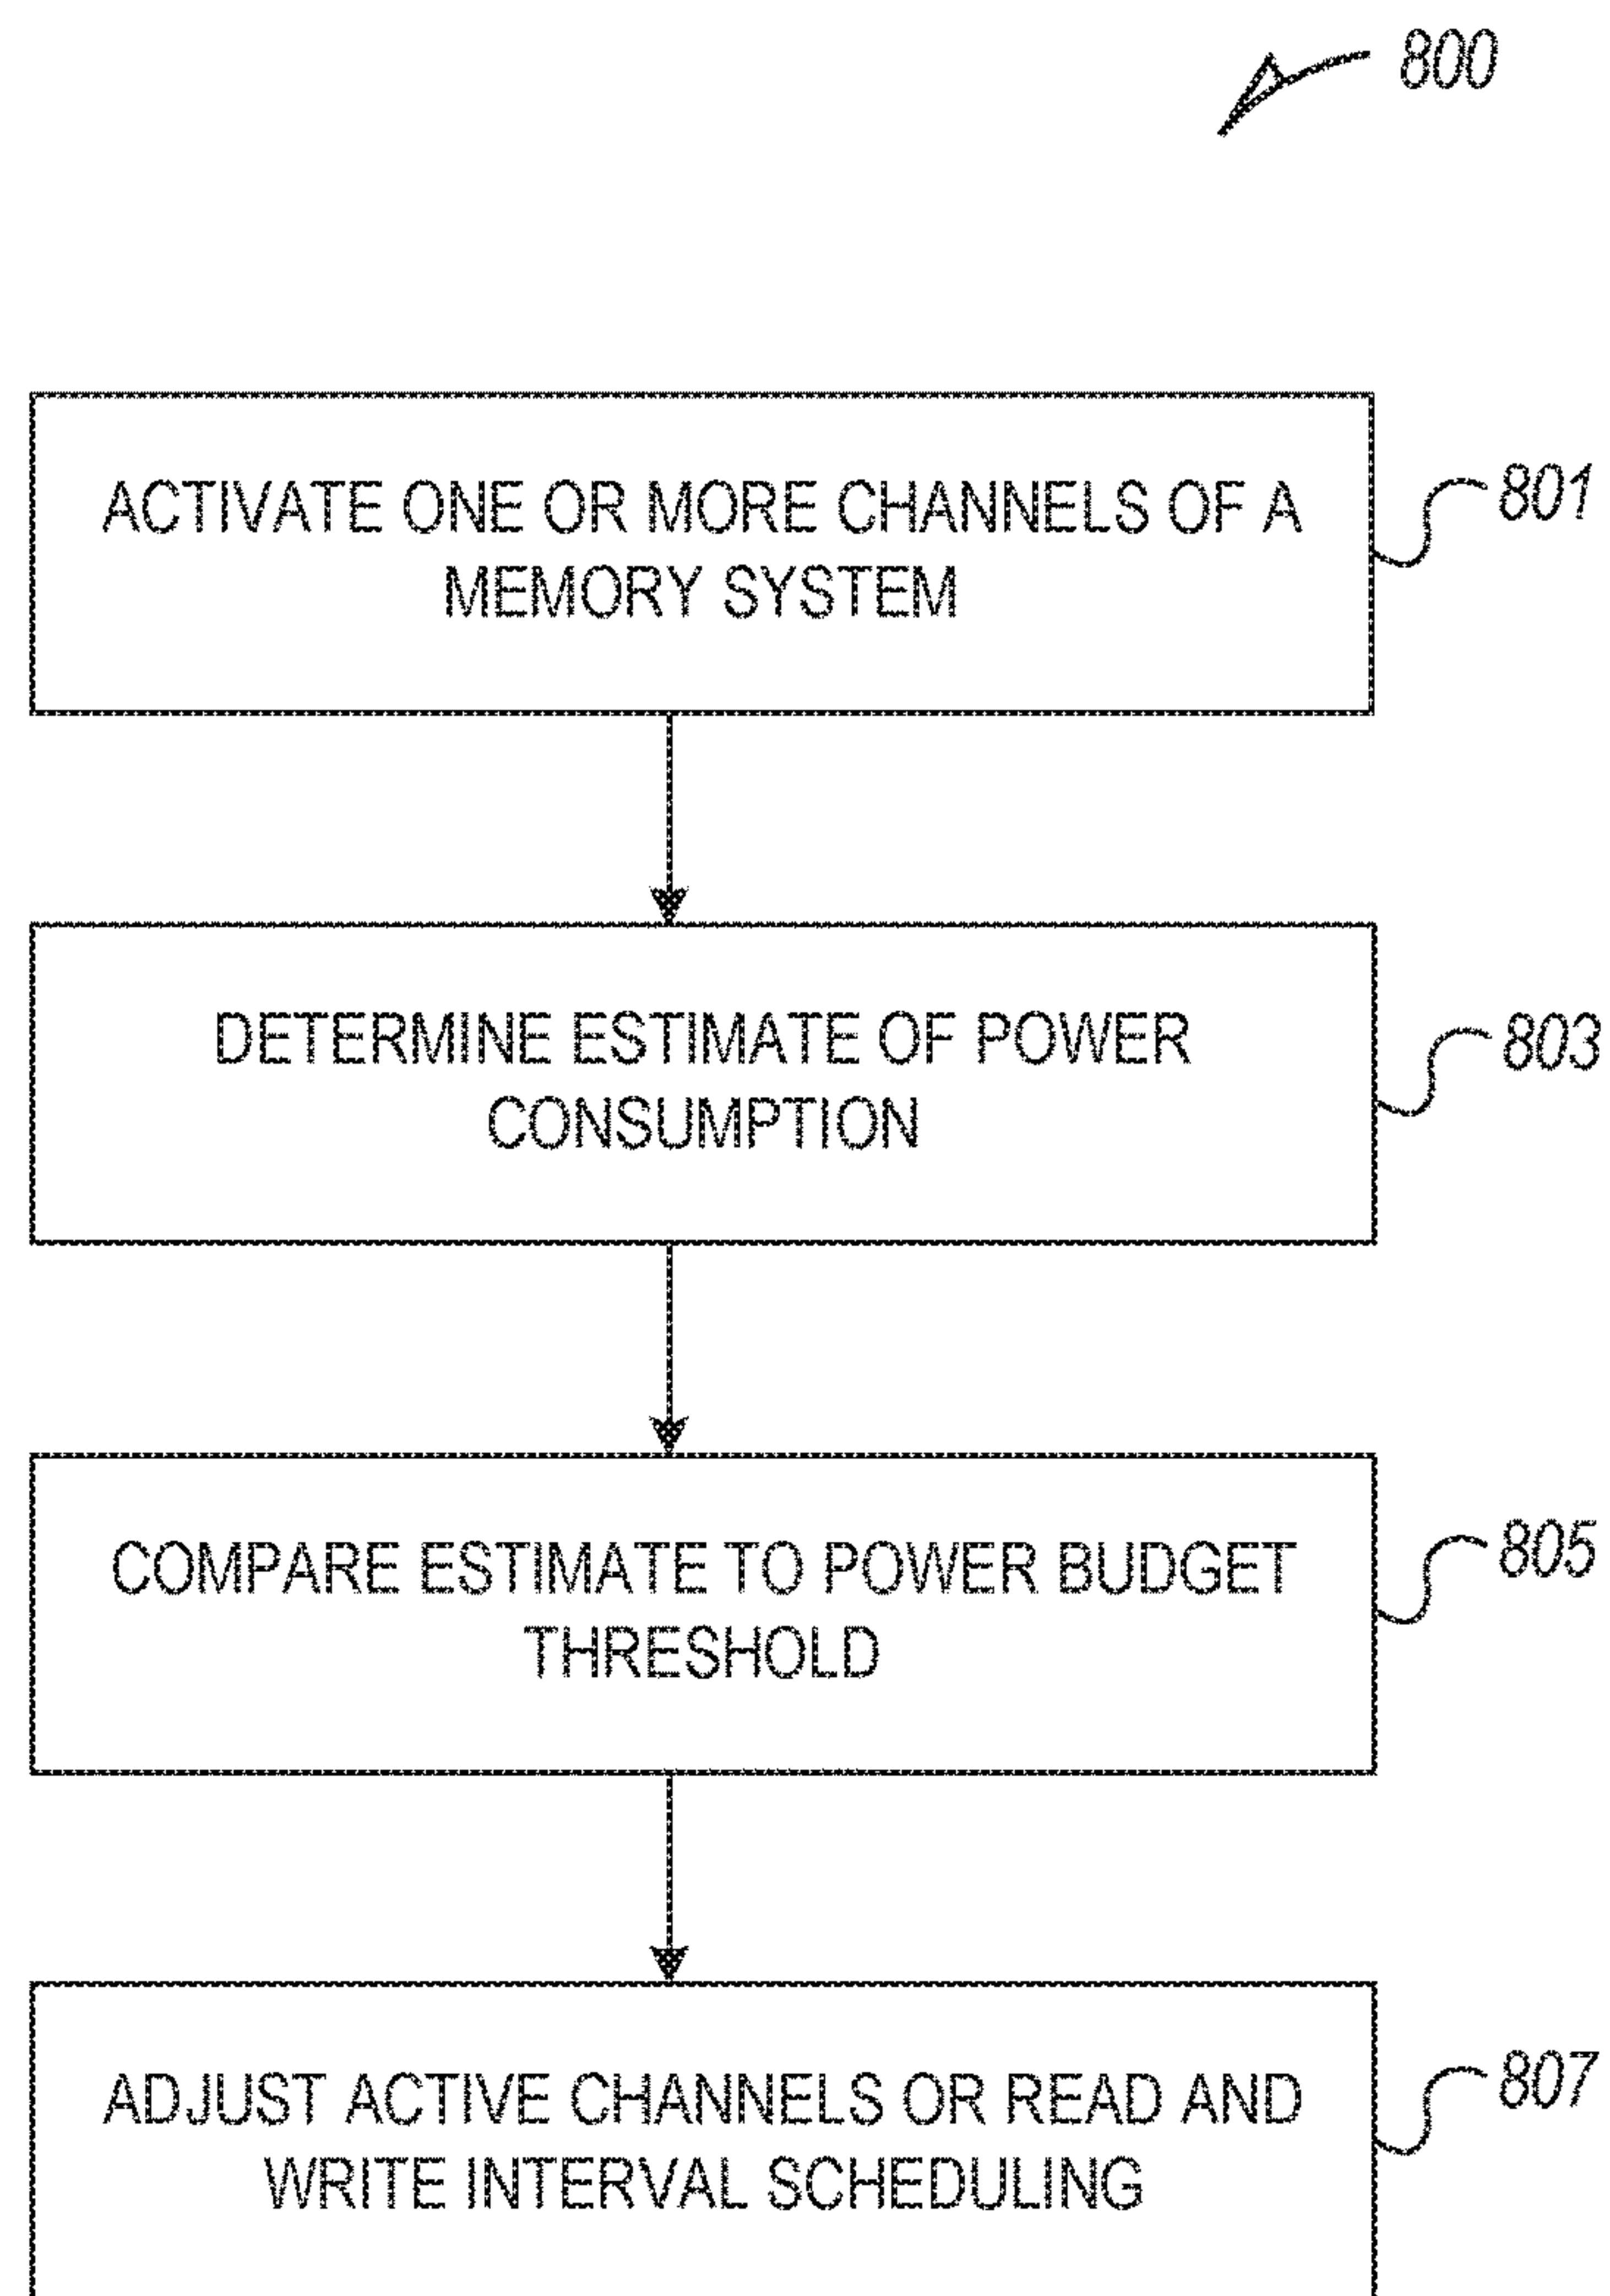 800
ACTIVATE ONE OR MORE CHANNELS OF A
MEMORY SYSTEM
801
DETERMINE ESTIMATE OF POWER
CONSUMPTION
803
COMPARE ESTIMATE TO POWER BUDGET
THRESHOLD
805
ADJUST ACTIVE CHANNELS OR READ AND
WRITE INTERVAL SCHEDULING
807